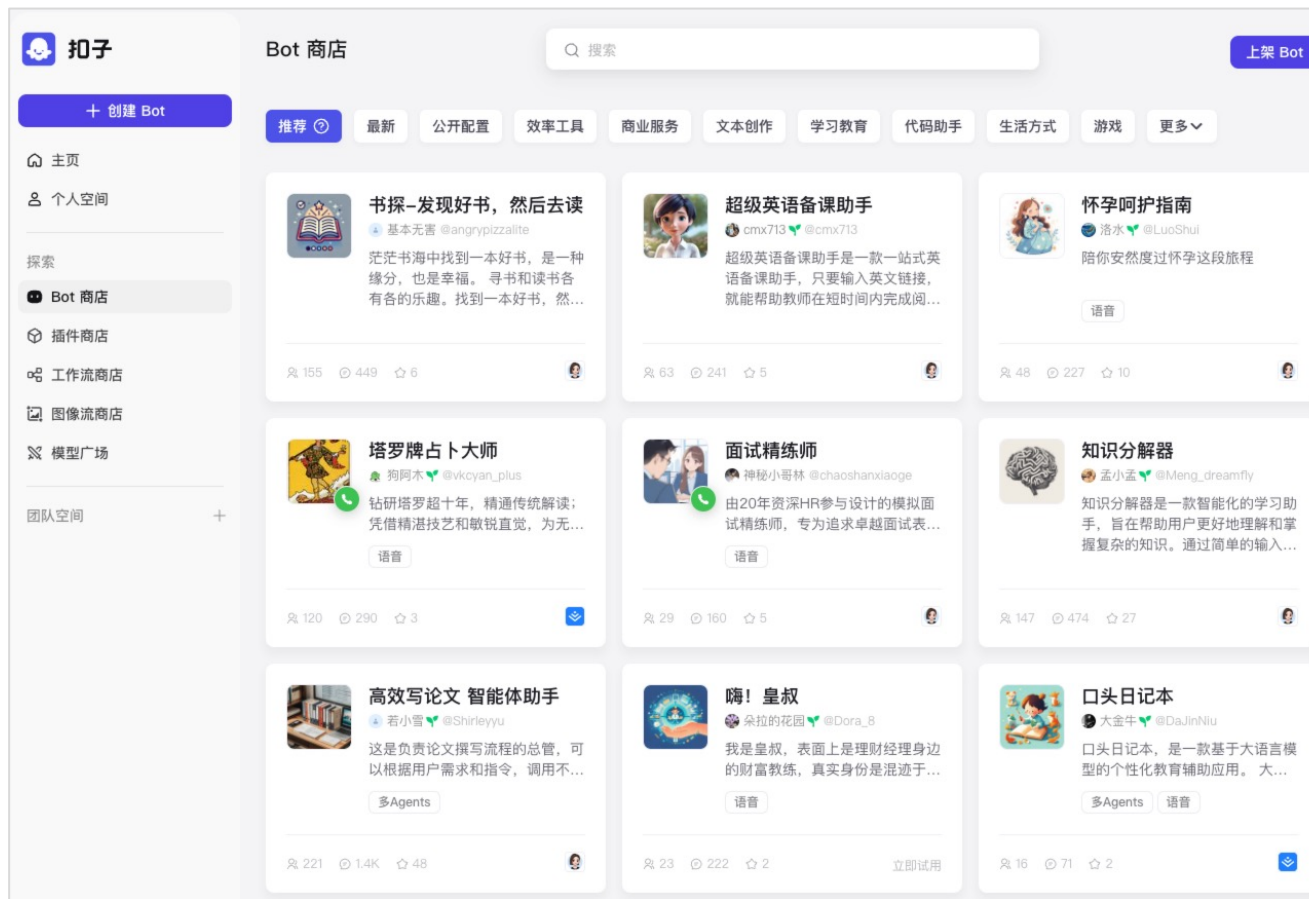 扣子
+ 创建 Bot
主页
个人空间
探索
Bot 商店
插件商店
工作流商店
图像流商店
模型广场
团队空间 +
Bot 商店
搜索
上架 Bot
推荐 最新 公开配置 效率工具 商业服务 文本创作 学习教育 代码助手 生活方式 游戏 更多
书探-发现好书，然后去读
基本无害 @angrypizzalite
茫茫书海中找到一本好书，是一种
缘分，也是幸福。 寻书和读书各
有各的乐趣。找到一本好书，然...
155 449 6
超级英语备课助手
cmx713 @cmx713
超级英语备课助手是一款一站式英
语备课助手，只要输入英文链接，
就能帮助教师在短时间内完成阅...
63 241 5
怀孕呵护指南
洛水 @LuoShui
陪你安然度过怀孕这段旅程
语音
48 227 10
塔罗牌占卜大师
狗阿木 @vkcyan_plus
钻研塔罗超十年，精通传统解读；
凭借精湛技艺和敏锐直觉，为无...
语音
120 290 3
面试精练师
神秘小哥林 @chaoshanxiaoge
由20年资深HR参与设计的模拟面
试精练师，专为追求卓越面试表...
语音
29 160 5
知识分解器
孟小孟 @Meng_dreamfly
知识分解器是一款智能化的学习助
手，旨在帮助用户更好地理解和掌
握复杂的知识。通过简单的输入...
147 474 27
高效写论文 智能体助手
若小雪 @Shirleyyu
这是负责论文撰写流程的总管，可
以根据用户需求和指令，调用不...
多Agents
221 1.4K 48
嗨！皇叔
朵拉的花园 @Dora_8
我是皇叔，表面上是理财经理身边
的财富教练，真实身份是混迹于...
语音
23 222 2 立即试用
口头日记本
大金牛 @DaJinNiu
口头日记本，是一款基于大语言模
型的个性化教育辅助应用。 大...
多Agents 语音
16 71 2